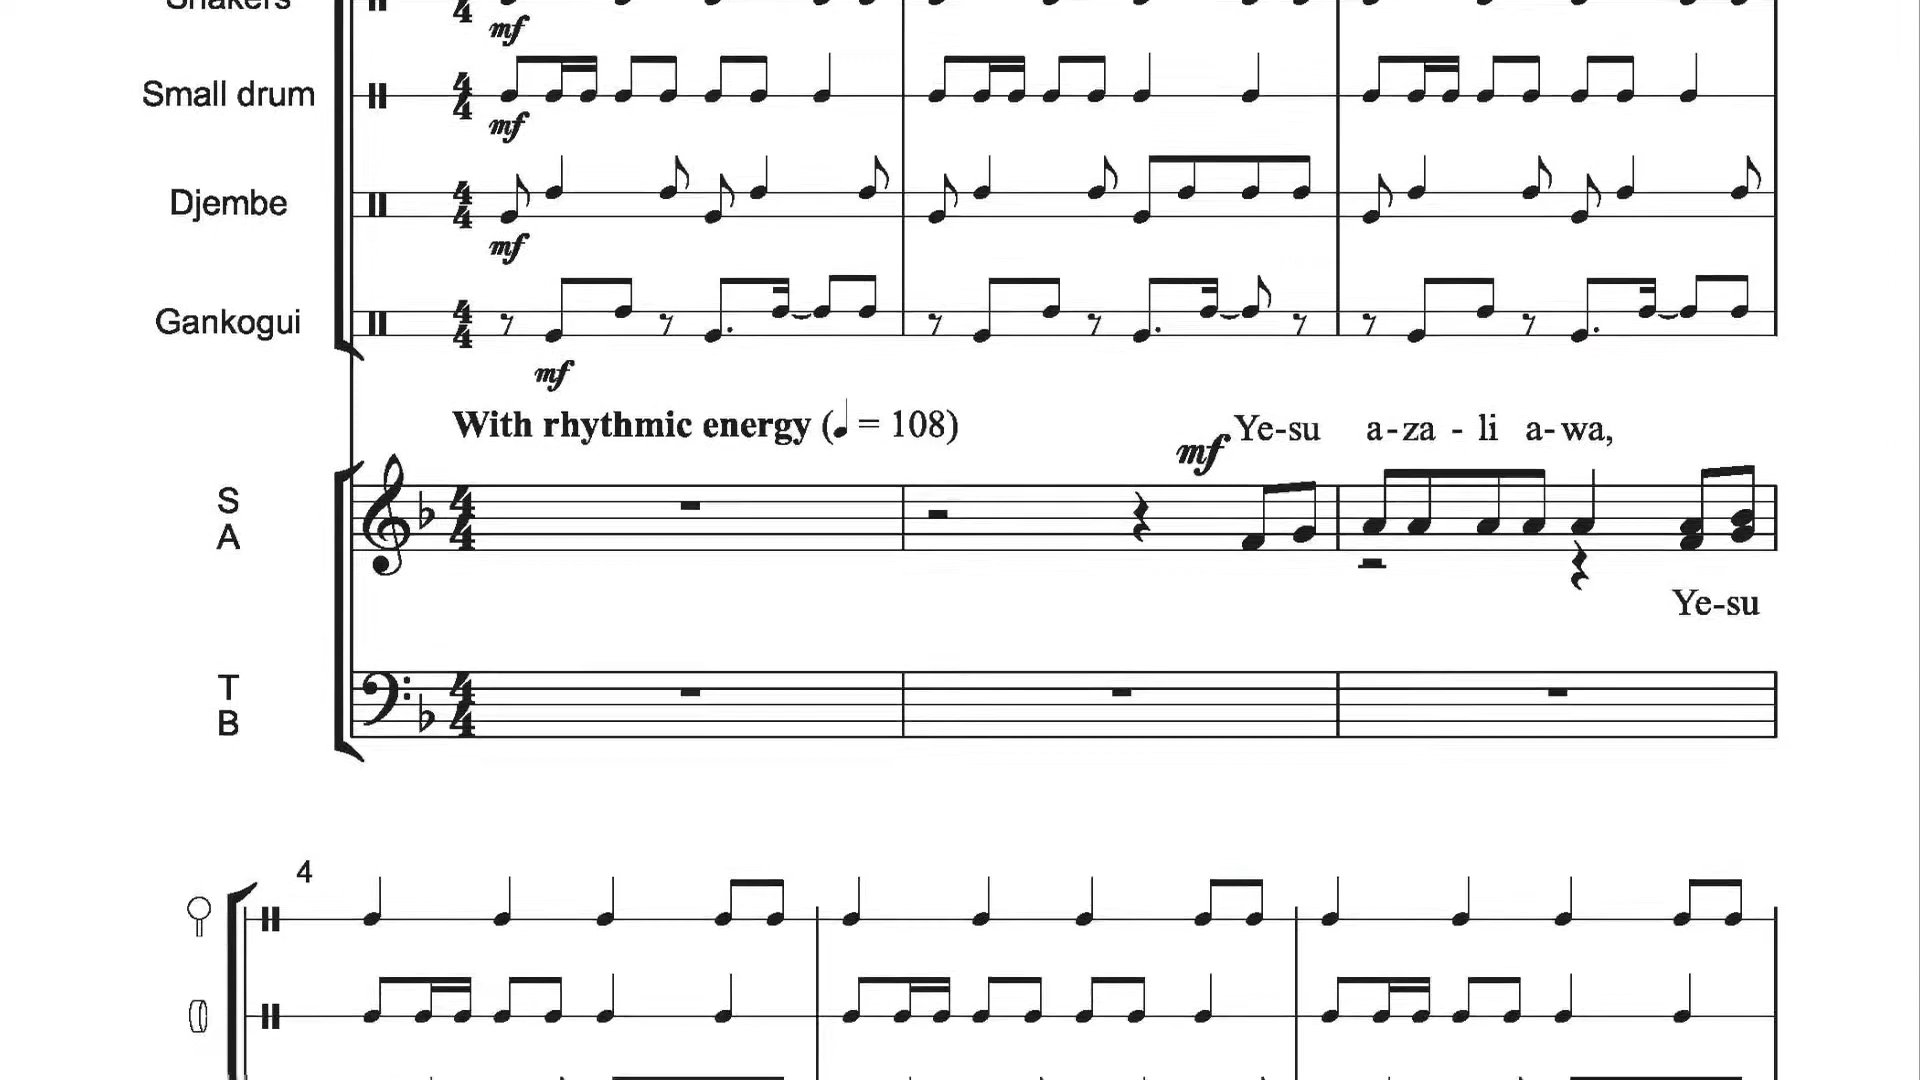 Shakers
mf
Small drum
mf
Djembe
mf
Gankogui
mf
With rhythmic energy (♩ = 108)
mf
Ye-su a-za - li a-wa,
S
A
Ye-su
T
B
4